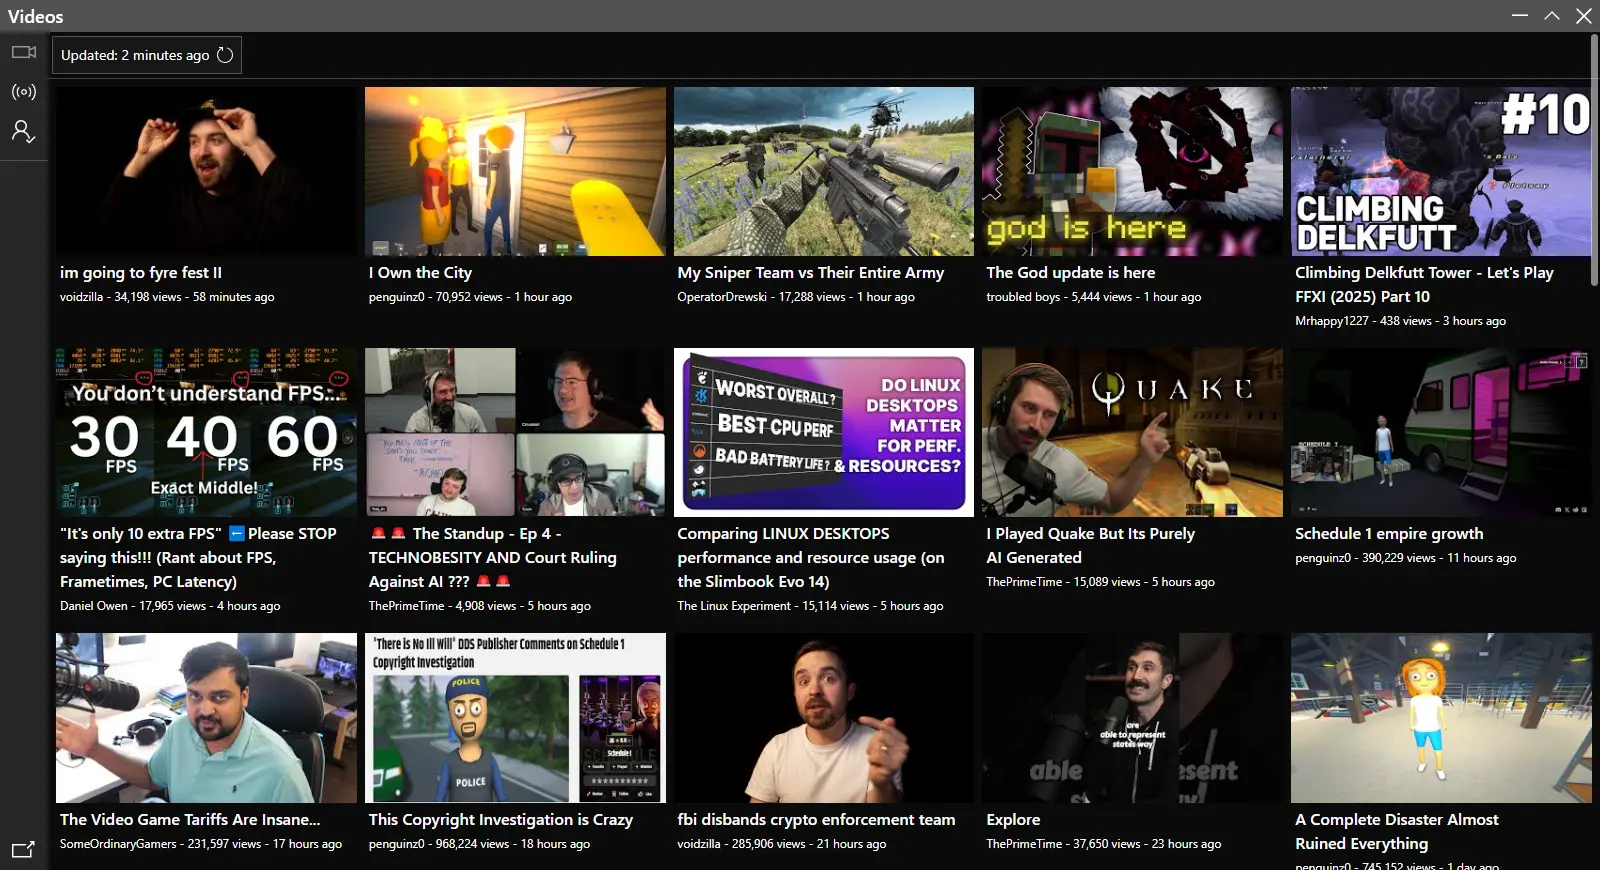 Videos
Updated: 2 minutes ago
god is here
#10
CLIMBING
DELKFUTT
im going to fyre fest II
voidzilla - 34,198 views - 58 minutes ago
I Own the City
penguinz0 - 70,952 views - 1 hour ago
My Sniper Team vs Their Entire Army
OperatorDrewski - 17,288 views - 1 hour ago
The God update is here
troubled boys - 5,444 views - 1 hour ago
Climbing Delkfutt Tower - Let's Play
FFXI (2025) Part 10
Mrhappy1227 - 438 views - 3 hours ago
You don't understand FPS...
30 40 60
FPS FPS FPS
Exact Middle!
WORST OVERALL?
BEST CPU PERF
BAD BATTERY LIFE?
DO LINUX
DESKTOPS
MATTER
FOR PERF.
& RESOURCES?
QUAKE
SCHEDULE I
"It's only 10 extra FPS" ⬅️ Please STOP
saying this!!! (Rant about FPS,
Frametimes, PC Latency)
Daniel Owen - 17,965 views - 4 hours ago
🚨 🚨 The Standup - Ep 4 -
TECHNOBESITY AND Court Ruling
Against AI ??? 🚨 🚨
ThePrimeTime - 4,908 views - 5 hours ago
Comparing LINUX DESKTOPS
performance and resource usage (on
the Slimbook Evo 14)
The Linux Experiment - 15,114 views - 5 hours ago
I Played Quake But Its Purely
AI Generated
ThePrimeTime - 15,089 views - 5 hours ago
Schedule 1 empire growth
penguinz0 - 390,229 views - 11 hours ago
'There is No Ill Will' DDS Publisher Comments on Schedule 1
Copyright Investigation
POLICE
POLICE
Schedule I
are
able to represent
states way
able
The Video Game Tariffs Are Insane...
SomeOrdinaryGamers - 231,597 views - 17 hours ago
This Copyright Investigation is Crazy
penguinz0 - 968,224 views - 18 hours ago
fbi disbands crypto enforcement team
voidzilla - 285,906 views - 21 hours ago
Explore
ThePrimeTime - 37,650 views - 23 hours ago
A Complete Disaster Almost
Ruined Everything
penguinz0 - 745,152 views - 1 day ago